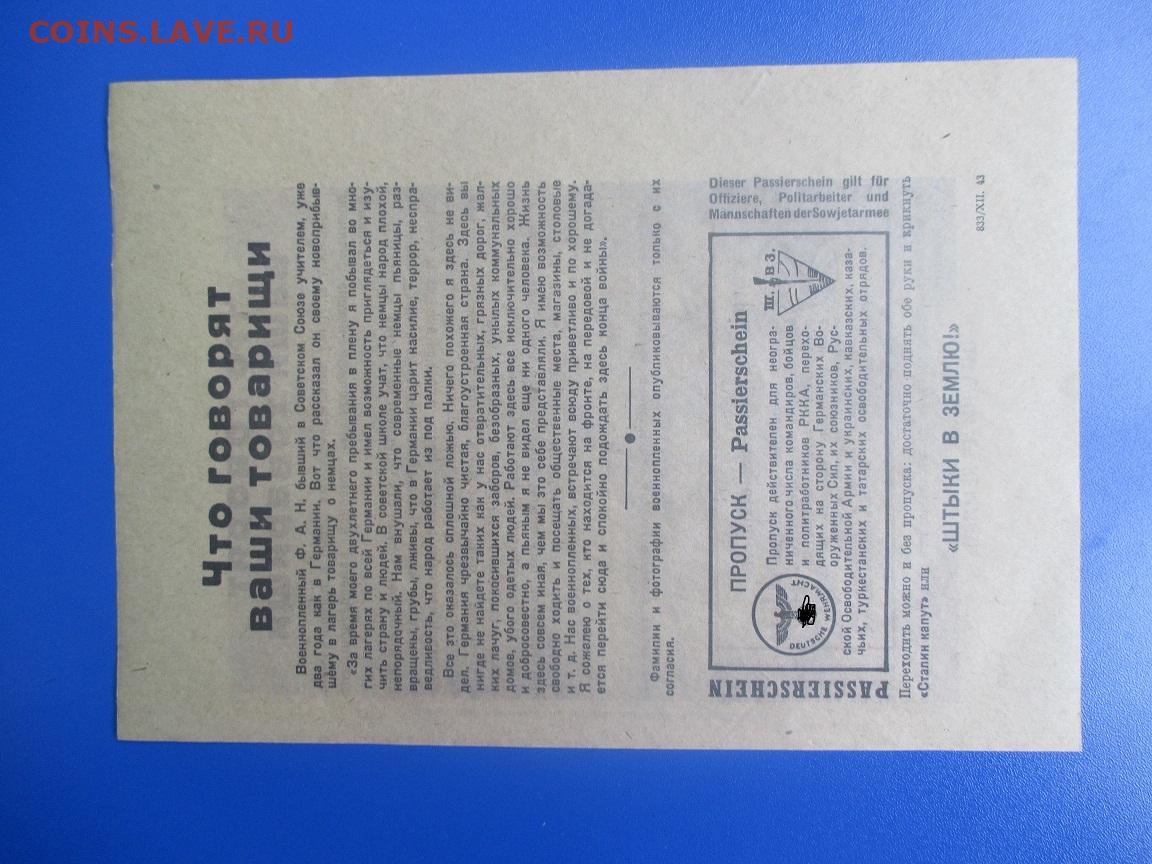 COINS.LAVE.RU
Что говорят
ваши товарищи
Военнопленный Ф. А. Н. бывший в Советском Союзе учителем, уже
два года как в Германии. Вот что рассказал он своему новоприбыв-
шему в лагерь товарищу о немцах.
«За время моего двухлетнего пребывания в плену я побывал во мно-
гих лагерях по всей Германии и имел возможность приглядеться и изу-
чить страну и людей. В советской школе учат, что немцы народ плохой,
непорядочный. Нам внушали, что современные немцы пьяницы, раз-
вращены, грубы, лживы, что в Германии царит насилие, террор, неспра-
ведливость, что народ работает из под палки.
Все это оказалось сплошной ложью. Ничего похожего я здесь не ви-
дел. Германия чрезвычайно чистая, благоустроенная страна. Здесь вы
нигде не найдете таких как у нас отвратительных, грязных дорог, жал-
ких лачуг, покосившихся заборов, безобразных, унылых коммунальных
домов, убого одетых людей. Работают здесь все исключительно хорошо
и добросовестно, а пьяным я не видел еще ни одного человека. Жизнь
здесь совсем иная, чем мы это себе представляли. Я имею возможность
свободно ходить и посещать общественные места, магазины, столовые
и т. д. Нас военнопленных, встречают всюду приветливо и по хорошему.
Я сожалею о тех, кто находится на фронте, на передовой и не догада-
ется перейти сюда и спокойно подождать здесь конца войны».
Фамилии и фотографии военнопленных опубликовываются только с их
согласия.
PASSIERSCHEIN
ПРОПУСК — Passierschein
DEUTSCHE WEHRMACHT
Пропуск действителен для неогра-
ниченного числа командиров, бойцов
и политработников РККА, перехо-
дящих на сторону Германских Во-
оруженных Сил, их союзников, Рус-
ской Освободительной Армии и украинских, кавказских, каза-
чьих, туркестанских и татарских освободительных отрядов.
Ш. В З.
Dieser Passierschein gilt für
Offiziere, Politarbeiter und
Mannschaften der Sowjetarmee
Переходить можно и без пропуска: достаточно поднять обе руки и крикнуть
«Сталин капут» или
«ШТЫКИ В ЗЕМЛЮ!»
833/XII. 43